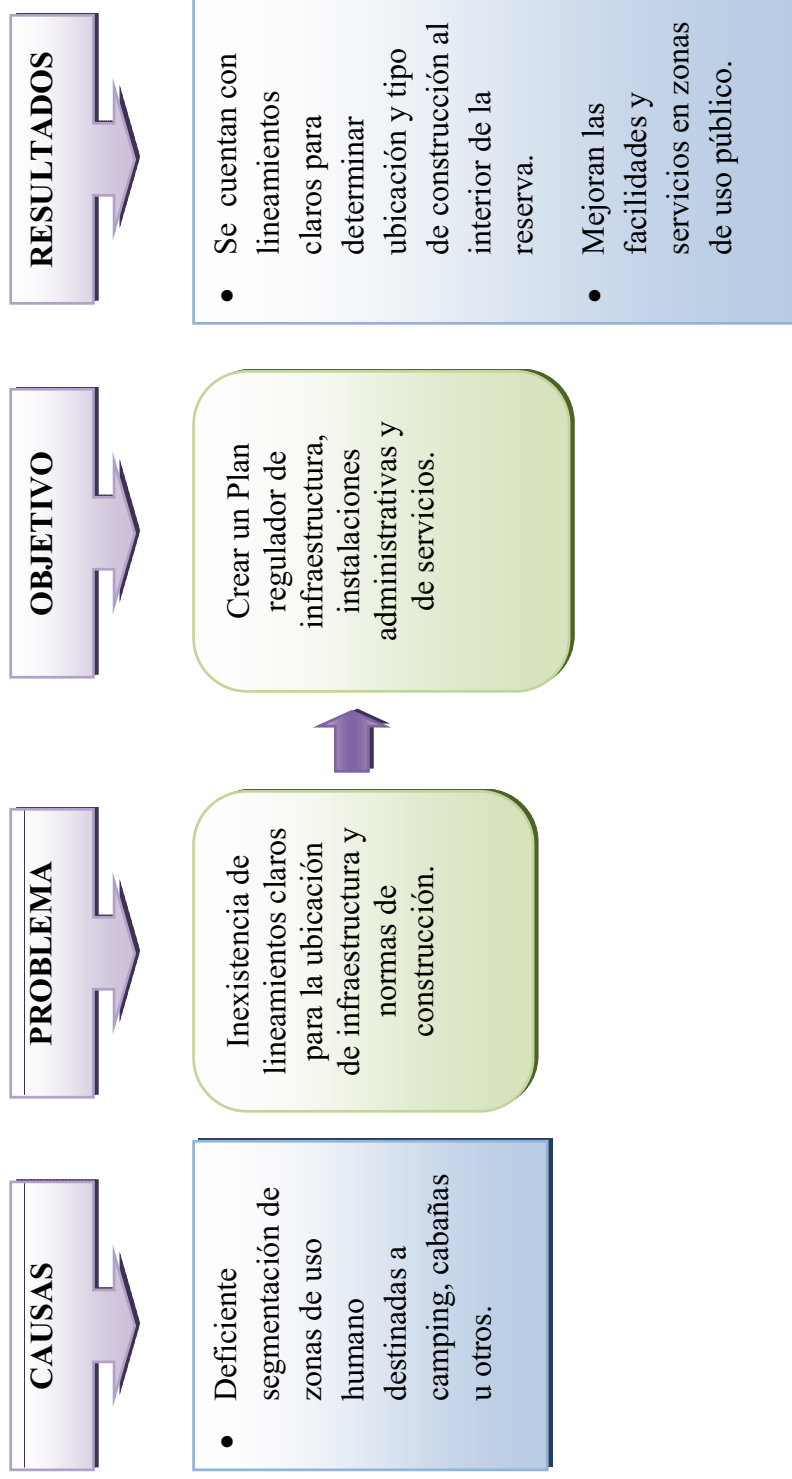 CAUSAS
PROBLEMA
OBJETIVO
RESULTADOS
• Deficiente
segmentación de
zonas de uso
humano
destinadas a
camping, cabañas
u otros.
Inexistencia de
lineamientos claros
para la ubicación
de infraestructura y
normas de
construcción.
Crear un Plan
regulador de
infraestructura,
instalaciones
administrativas y
de servicios.
• Se cuentan con
lineamientos
claros para
determinar
ubicación y tipo
de construcción al
interior de la
reserva.
• Mejoran las
facilidades y
servicios en zonas
de uso público.